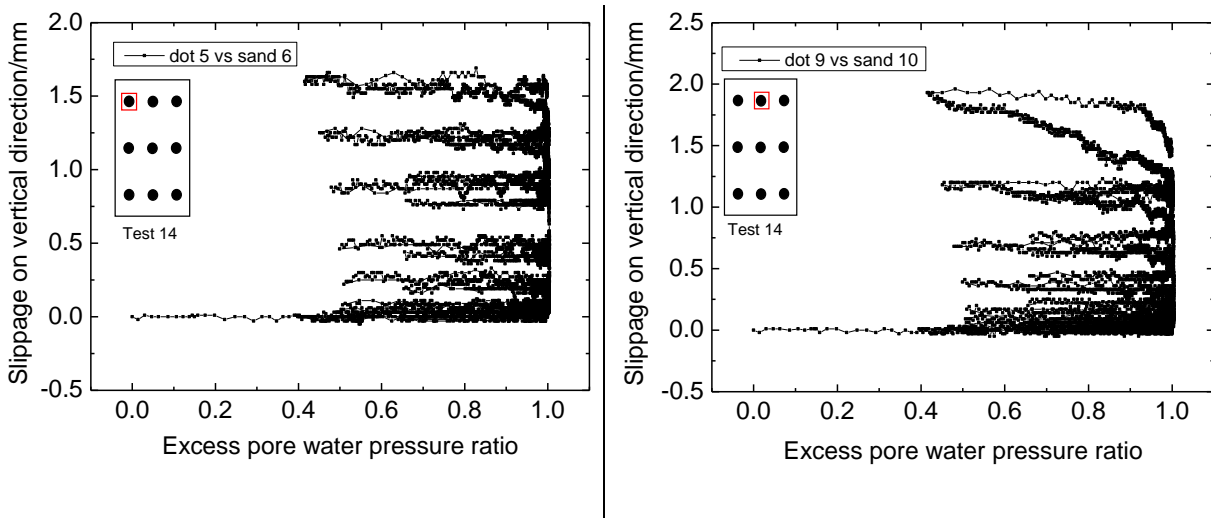 Slippage on vertical direction/mm
2.0
1.5
1.0
0.5
0.0
-0.5
dot 5 vs sand 6
Test 14
0.0 0.2 0.4 0.6 0.8 1.0
Excess pore water pressure ratio
Slippage on vertical direction/mm
2.5
2.0
1.5
1.0
0.5
0.0
-0.5
dot 9 vs sand 10
Test 14
0.0 0.2 0.4 0.6 0.8 1.0
Excess pore water pressure ratio